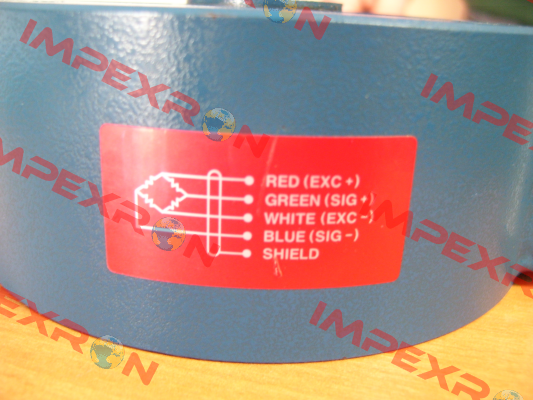 IMPEXRON
IMPEXRON
IMPEXRON
RED (EXC +)
GREEN (SIG +)
WHITE (EXC -)
BLUE (SIG -)
SHIELD
IMPEXRON
IMPEXRON
IMPEXRON